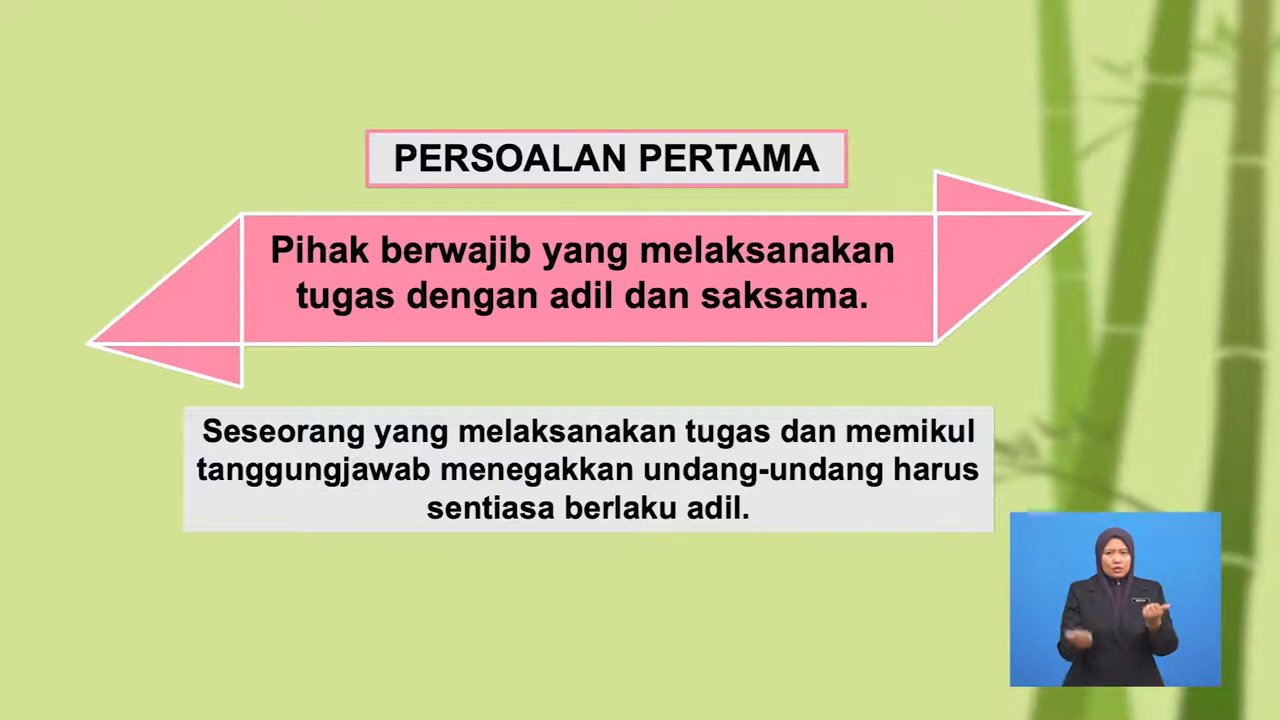 PERSOALAN PERTAMA
Pihak berwajib yang melaksanakan
tugas dengan adil dan saksama.
Seseorang yang melaksanakan tugas dan memikul
tanggungjawab menegakkan undang-undang harus
sentiasa berlaku adil.